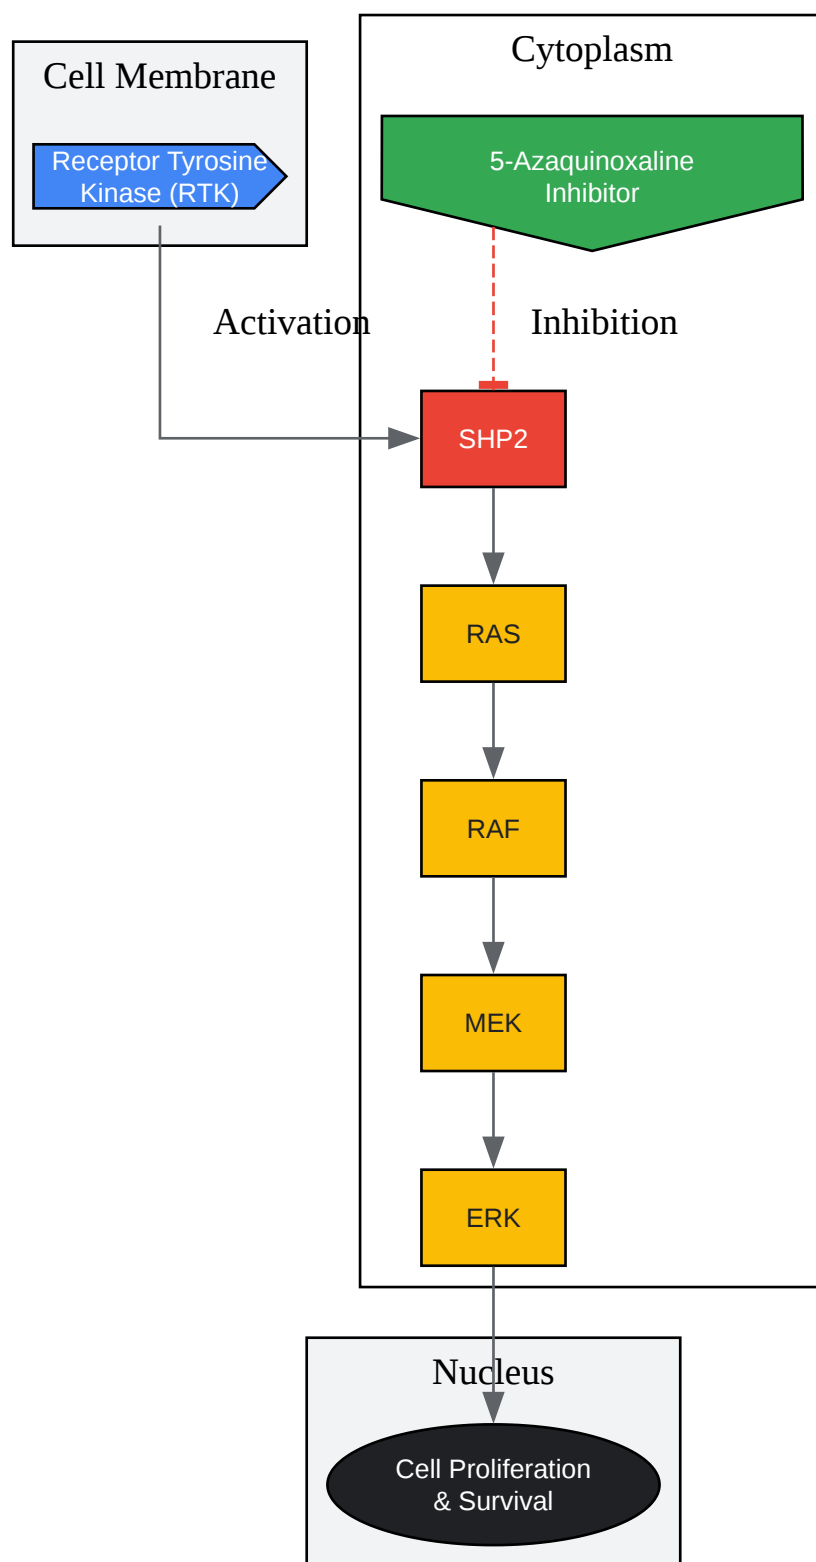 Cell Membrane
Receptor Tyrosine
Kinase (RTK)
Cytoplasm
5-Azaquinoxaline
Inhibitor
Activation
Inhibition
SHP2
RAS
RAF
MEK
ERK
Nucleus
Cell Proliferation
& Survival